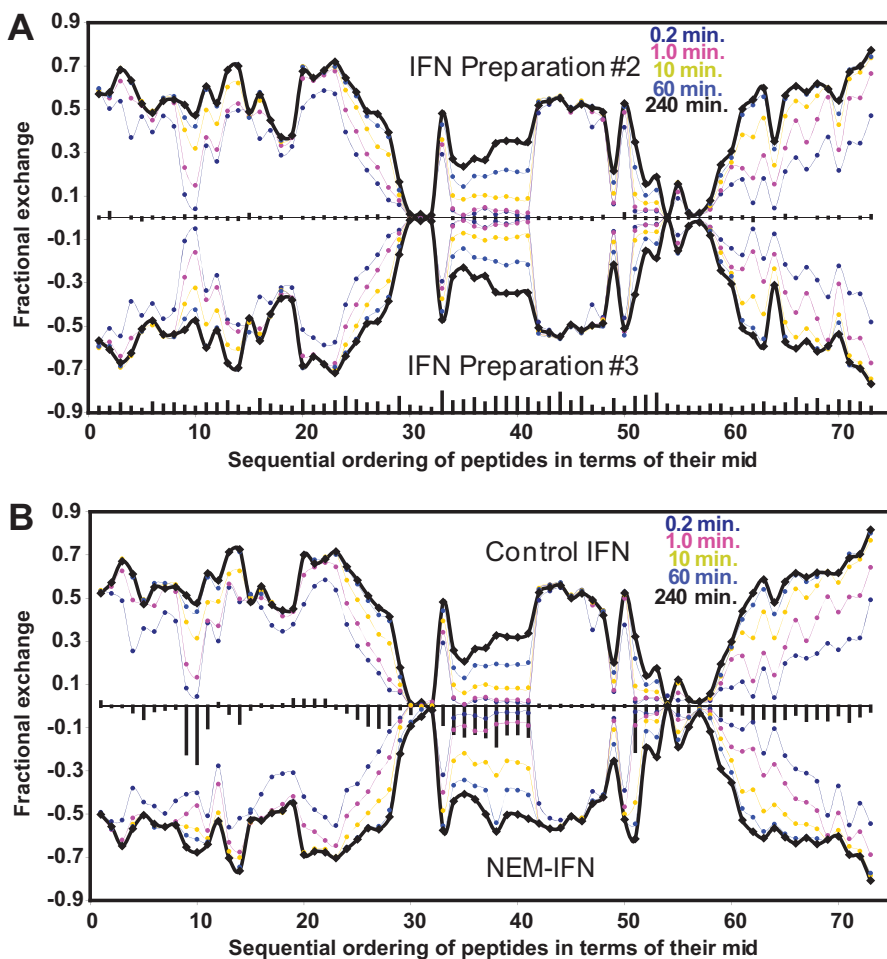 A
0.9
0.7
0.5
0.3
0.1
-0.1
-0.3
-0.5
-0.7
-0.9
Fractional exchange
IFN Preparation #2
0.2 min.
1.0 min.
10 min.
60 min.
240 min.
IFN Preparation #3
0 10 20 30 40 50 60 70
Sequential ordering of peptides in terms of their mid
B
0.9
0.7
0.5
0.3
0.1
-0.1
-0.3
-0.5
-0.7
-0.9
Fractional exchange
Control IFN
0.2 min.
1.0 min.
10 min.
60 min.
240 min.
NEM-IFN
0 10 20 30 40 50 60 70
Sequential ordering of peptides in terms of their mid